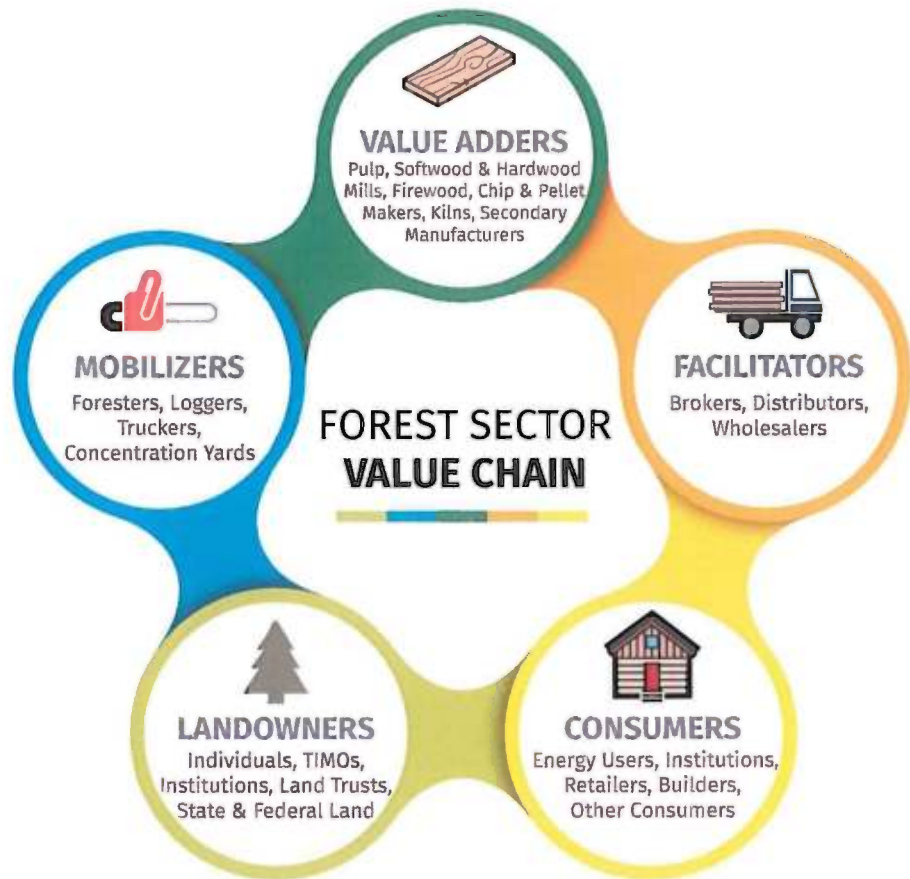 VALUE ADDERS
Pulp, Softwood & Hardwood
Mills, Firewood, Chip & Pellet
Makers, Kilns, Secondary
Manufacturers
MOBILIZERS
Foresters, Loggers,
Truckers,
Concentration Yards
FACILITATORS
Brokers, Distributors,
Wholesalers
FOREST SECTOR
VALUE CHAIN
LANDOWNERS
Individuals, TIMOs,
Institutions, Land Trusts,
State & Federal Land
CONSUMERS
Energy Users, Institutions,
Retailers, Builders,
Other Consumers